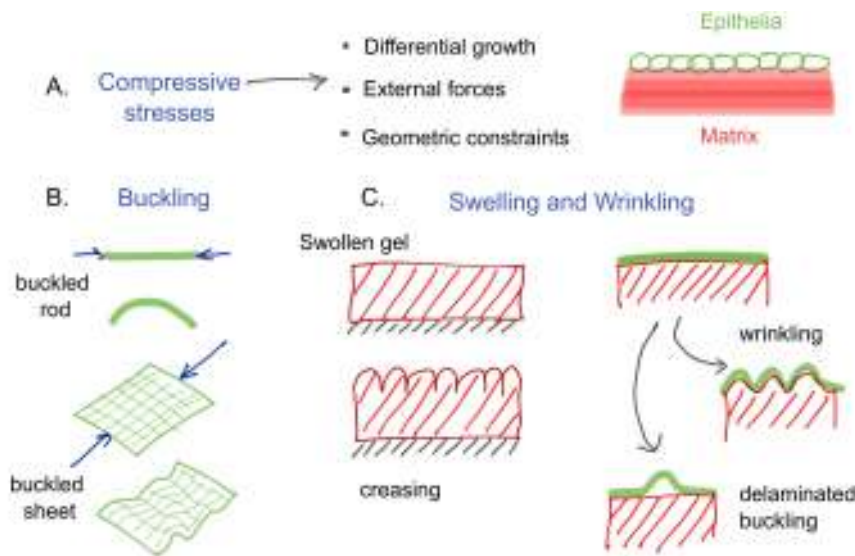 A.
Compressive
stresses
• Differential growth
• External forces
• Geometric constraints
Epithelia
Matrix
B. Buckling
buckled
rod
buckled
sheet
C. Swelling and Wrinkling
Swollen gel
creasing
wrinkling
delaminated
buckling